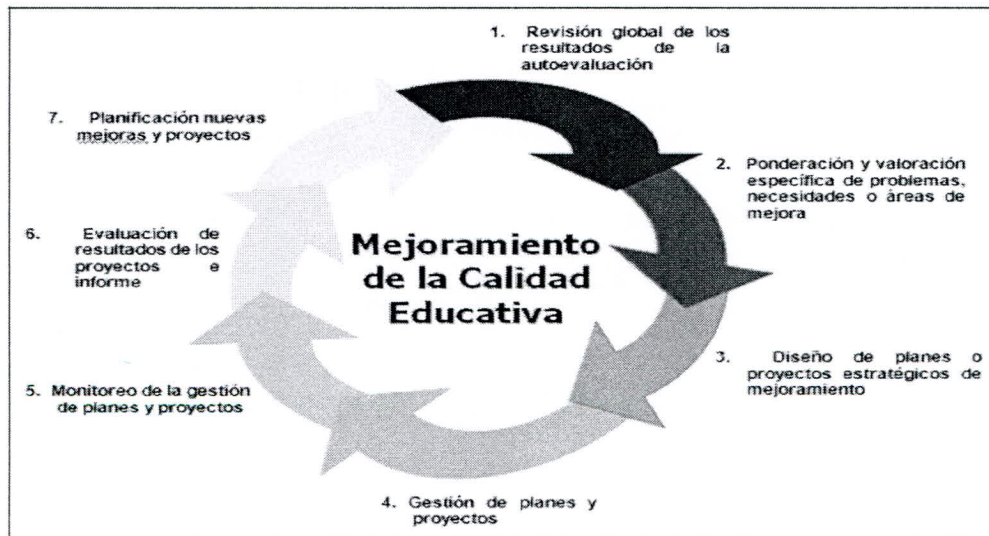 1. Revisión global de los
resultados de la
autoevaluación
2. Ponderación y valoración
específica de problemas,
necesidades o áreas de
mejora
3. Diseño de planes o
proyectos estratégicos de
mejoramiento
4. Gestión de planes y
proyectos
5. Monitoreo de la gestión
de planes y proyectos
6. Evaluación de
resultados de los
proyectos e
informe
7. Planificación nuevas
mejoras y proyectos
Mejoramiento
de la Calidad
Educativa